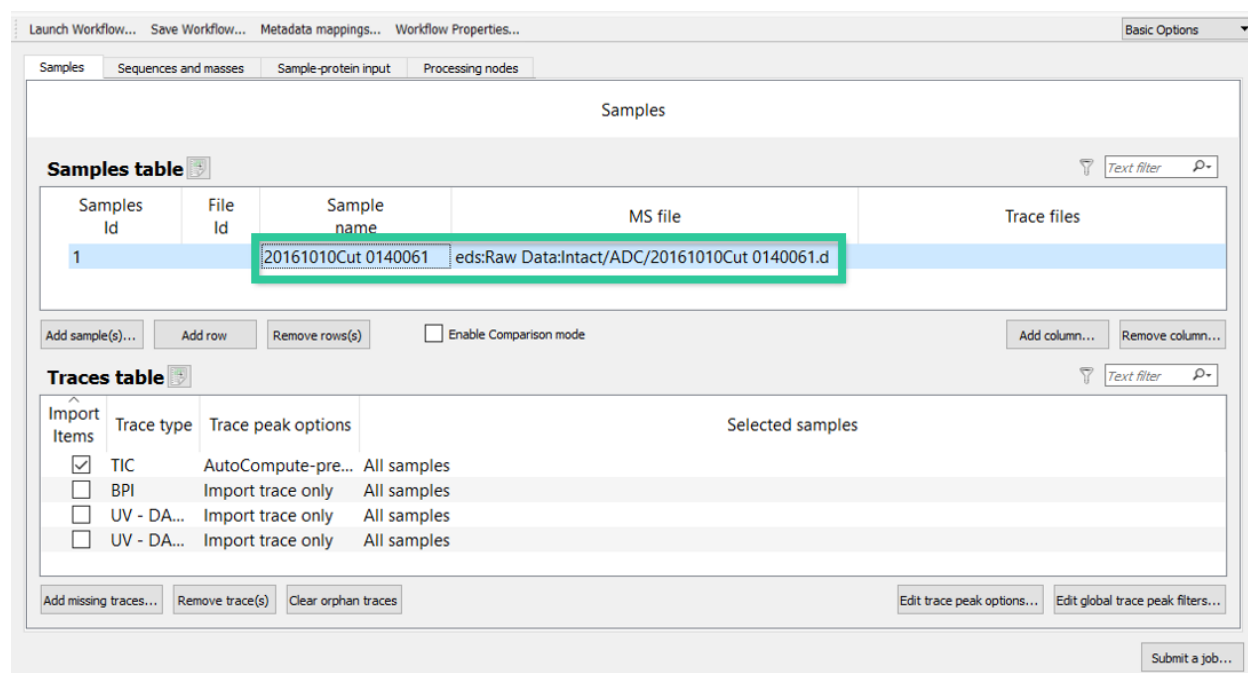 Launch Workflow... Save Workflow... Metadata mappings... Workflow Properties... Basic Options
Samples Sequences and masses Sample-protein input Processing nodes
Samples
Samples table Text filter
Samples Id File Id Sample name MS file Trace files
1 20161010Cut 0140061 eds:Raw Data:Intact/ADC/20161010Cut 0140061.d
Add sample(s)... Add row Remove rows(s) Enable Comparison mode Add column... Remove column...
Traces table Text filter
Import Items Trace type Trace peak options Selected samples
TIC AutoCompute-pre... All samples
BPI Import trace only All samples
UV - DA... Import trace only All samples
UV - DA... Import trace only All samples
Add missing traces... Remove trace(s) Clear orphan traces Edit trace peak options... Edit global trace peak filters...
Submit a job...